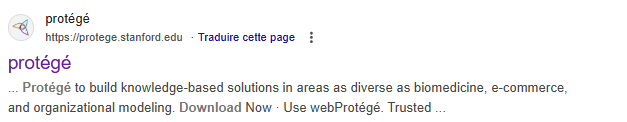 protégé
https://protege.stanford.edu · Traduire cette page
protégé
... Protégé to build knowledge-based solutions in areas as diverse as biomedicine, e-commerce,
and organizational modeling. Download Now · Use webProtégé. Trusted ...